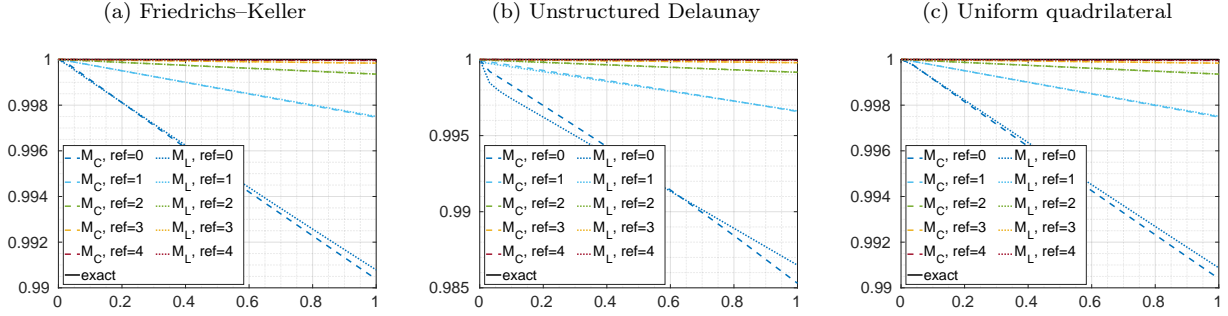 (a) Friedrichs–Keller
(b) Unstructured Delaunay
(c) Uniform quadrilateral
1
0.998
0.996
0.994
0.992
0.99
0
0.2
0.4
0.6
0.8
1
M_C, ref=0
M_L, ref=0
M_C, ref=1
M_L, ref=1
M_C, ref=2
M_L, ref=2
M_C, ref=3
M_L, ref=3
M_C, ref=4
M_L, ref=4
exact
1
0.995
0.99
0.985
0
0.2
0.4
0.6
0.8
1
M_C, ref=0
M_L, ref=0
M_C, ref=1
M_L, ref=1
M_C, ref=2
M_L, ref=2
M_C, ref=3
M_L, ref=3
M_C, ref=4
M_L, ref=4
exact
1
0.998
0.996
0.994
0.992
0.99
0
0.2
0.4
0.6
0.8
1
M_C, ref=0
M_L, ref=0
M_C, ref=1
M_L, ref=1
M_C, ref=2
M_L, ref=2
M_C, ref=3
M_L, ref=3
M_C, ref=4
M_L, ref=4
exact